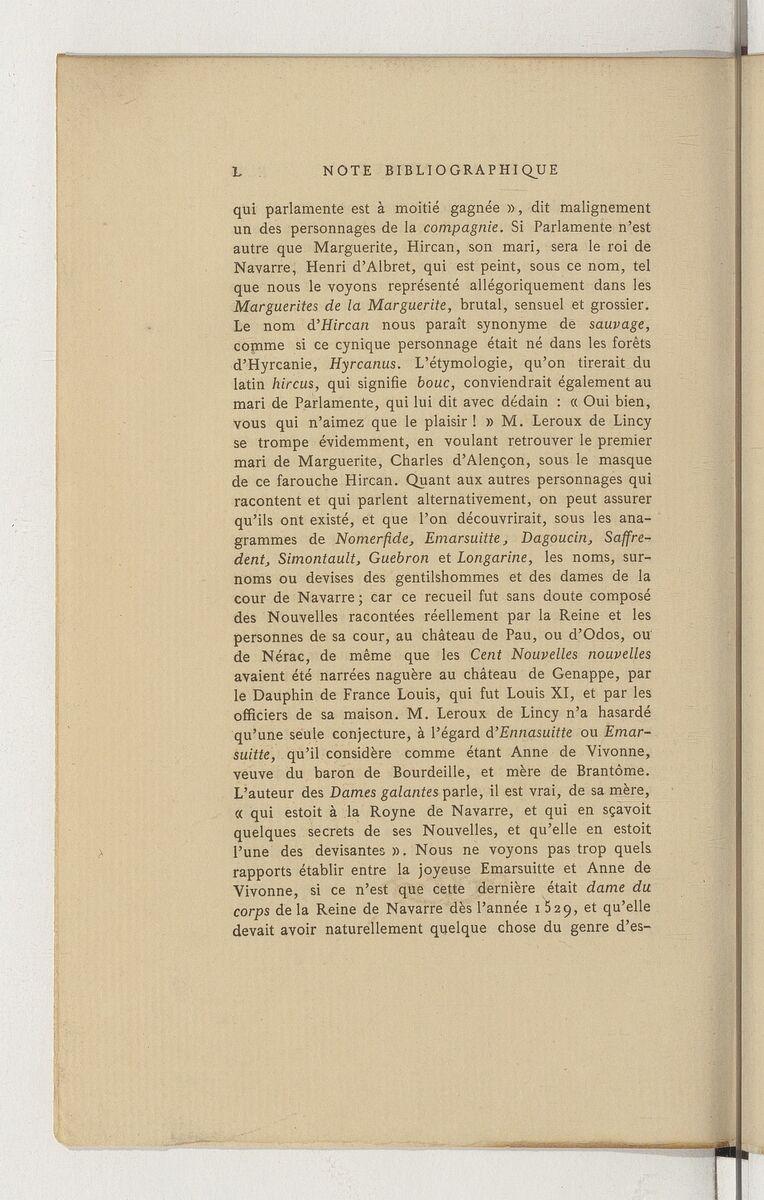 L NOTE BIBLIOGRAPHIQUE
qui parlamente est à moitié gagnée », dit malignement
un des personnages de la compagnie. Si Parlamente n'est
autre que Marguerite, Hircan, son mari, sera le roi de
Navarre, Henri d'Albret, qui est peint, sous ce nom, tel
que nous le voyons représenté allégoriquement dans les
Marguerites de la Marguerite, brutal, sensuel et grossier.
Le nom d'Hircan nous paraît synonyme de sauvage,
comme si ce cynique personnage était né dans les forêts
d'Hyrcanie, Hyrcanus. L'étymologie, qu'on tirerait du
latin hircus, qui signifie bouc, conviendrait également au
mari de Parlamente, qui lui dit avec dédain : « Oui bien,
vous qui n'aimez que le plaisir ! » M. Leroux de Lincy
se trompe évidemment, en voulant retrouver le premier
mari de Marguerite, Charles d'Alençon, sous le masque
de ce farouche Hircan. Quant aux autres personnages qui
racontent et qui parlent alternativement, on peut assurer
qu'ils ont existé, et que l'on découvrirait, sous les ana-
grammes de Nomerfide, Emarsuitte, Dagoucin, Saffre-
dent, Simontault, Guebron et Longarine, les noms, sur-
noms ou devises des gentilshommes et des dames de la
cour de Navarre ; car ce recueil fut sans doute composé
des Nouvelles racontées réellement par la Reine et les
personnes de sa cour, au château de Pau, ou d'Odos, ou
de Nérac, de même que les Cent Nouvelles nouvelles
avaient été narrées naguère au château de Genappe, par
le Dauphin de France Louis, qui fut Louis XI, et par les
officiers de sa maison. M. Leroux de Lincy n'a hasardé
qu'une seule conjecture, à l'égard d'Ennasuitte ou Emar-
suitte, qu'il considère comme étant Anne de Vivonne,
veuve du baron de Bourdeille, et mère de Brantôme.
L'auteur des Dames galantes parle, il est vrai, de sa mère,
« qui estoit à la Royne de Navarre, et qui en sçavoit
quelques secrets de ses Nouvelles, et qu'elle en estoit
l'une des devisantes ». Nous ne voyons pas trop quels
rapports établir entre la joyeuse Emarsuitte et Anne de
Vivonne, si ce n'est que cette dernière était dame du
corps de la Reine de Navarre dès l'année 1529, et qu'elle
devait avoir naturellement quelque chose du genre d'es-